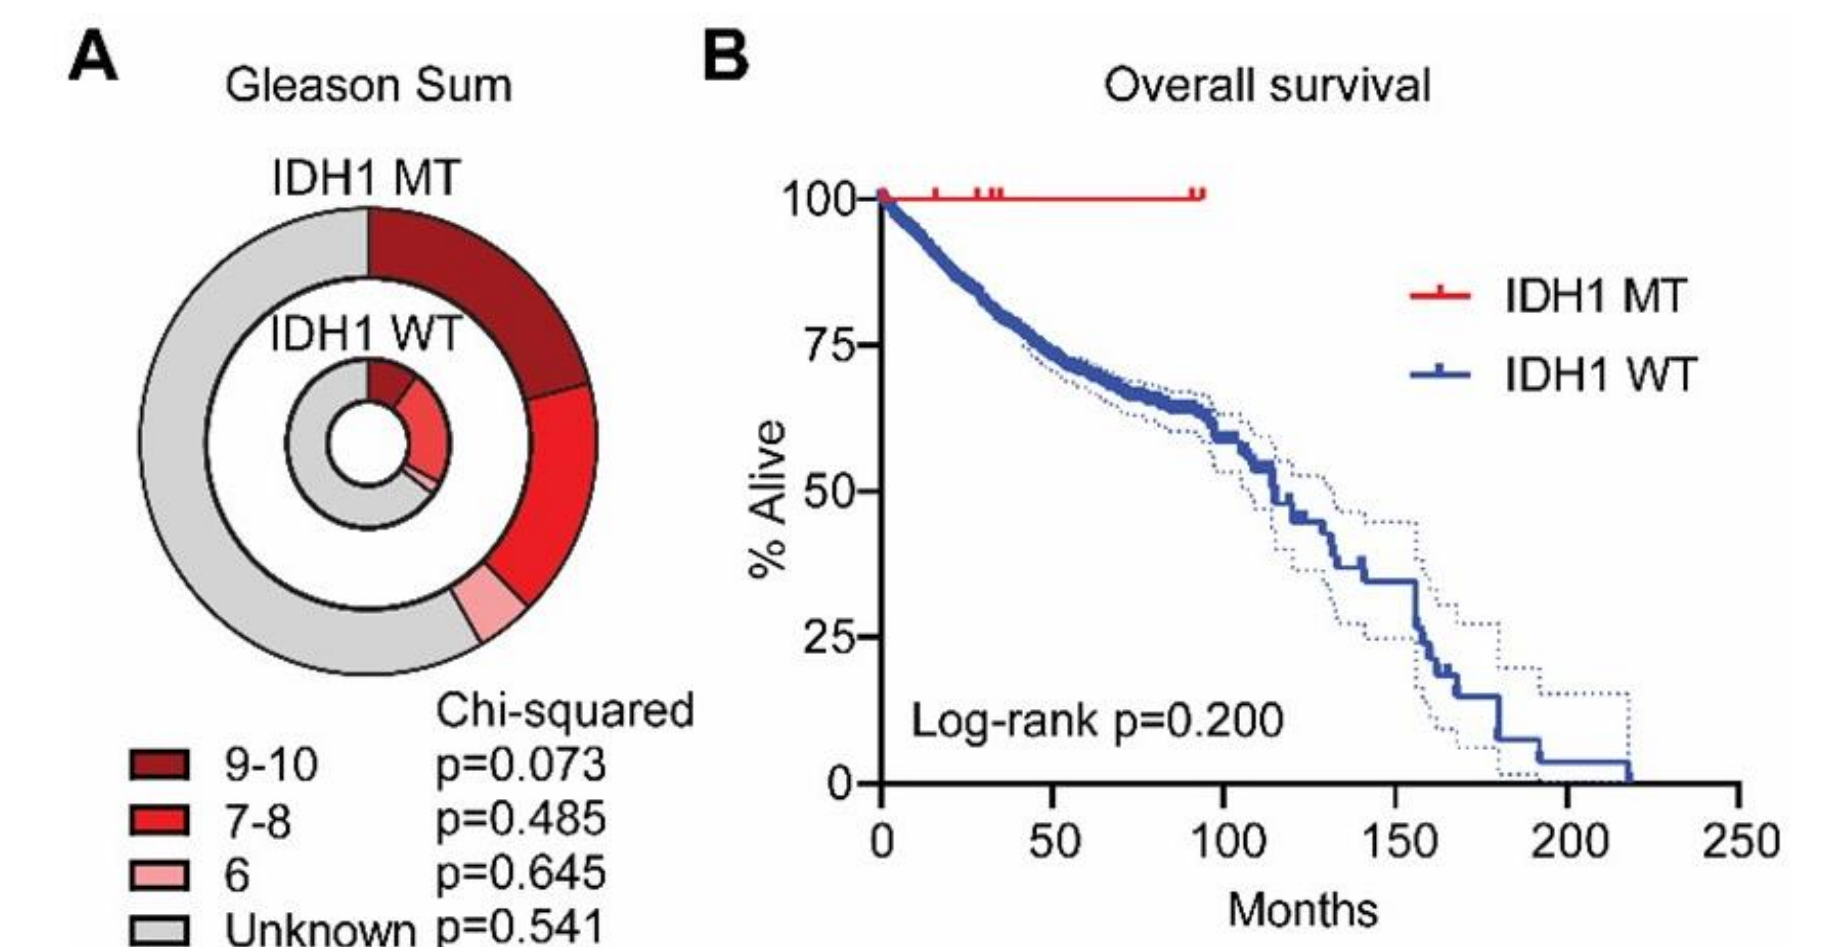 A
Gleason Sum
IDH1 MT
IDH1 WT
Chi-squared
9-10 p=0.073
7-8 p=0.485
6 p=0.645
Unknown p=0.541
B
Overall survival
100
75
50
25
0
% Alive
IDH1 MT
IDH1 WT
Log-rank p=0.200
0 50 100 150 200 250
Months